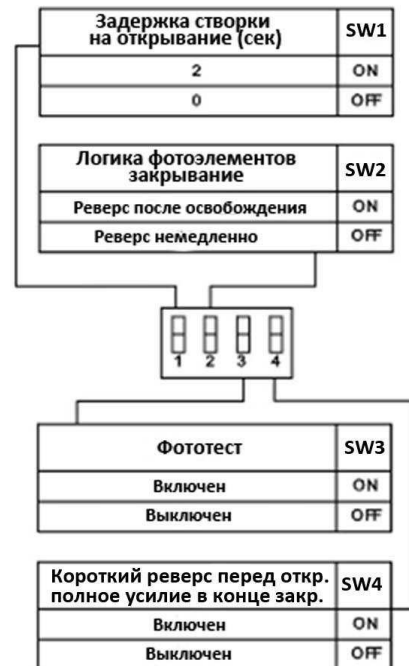 Задержка створки
на открывание (сек)
SW1
2
ON
0
OFF
Логика фотоэлементов
закрывание
SW2
Реверс после освобождения
ON
Реверс немедленно
OFF
1 2 3 4
Фототест
SW3
Включен
ON
Выключен
OFF
Короткий реверс перед откр.
полное усилие в конце закр.
SW4
Включен
ON
Выключен
OFF